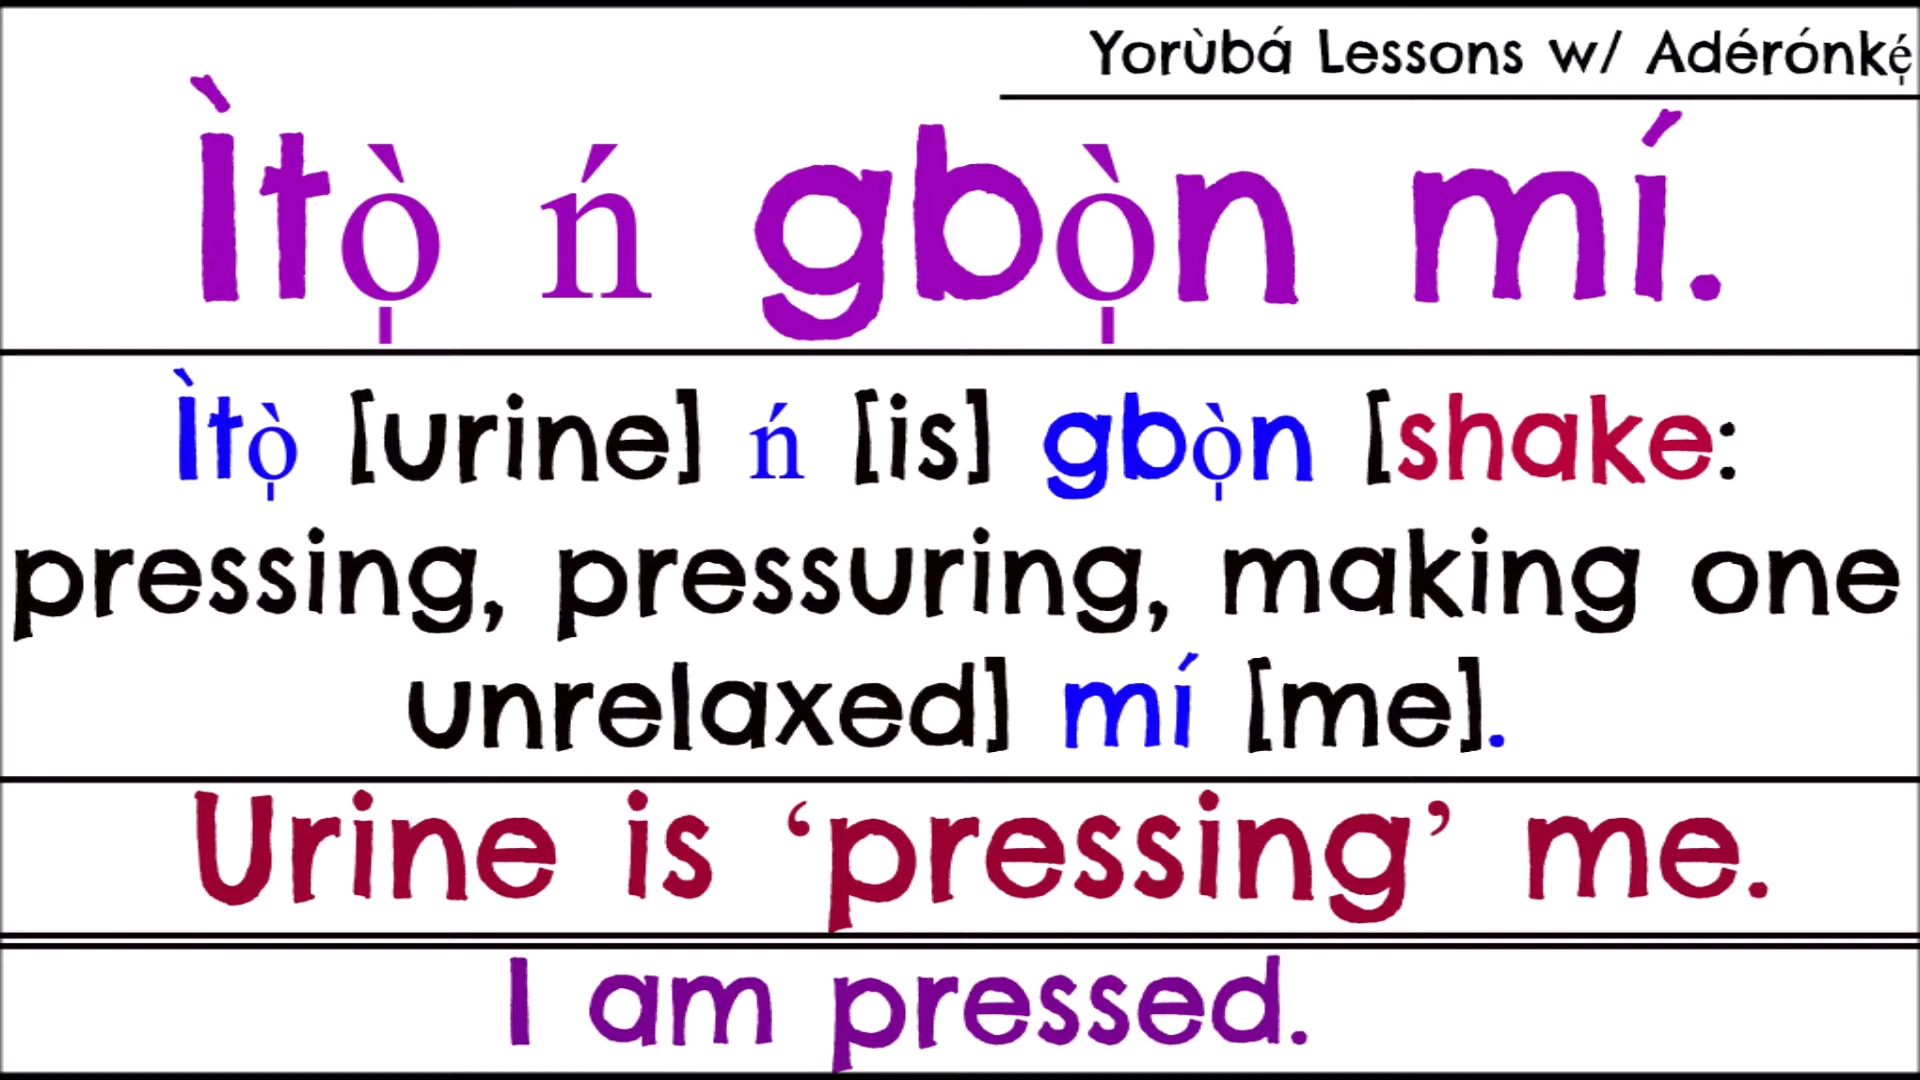 Yorùbá Lessons w/ Adérónkẹ́
Ìtọ̀ ń gbọ̀n mí.
Ìtọ̀ [urine] ń [is] gbọ̀n [shake:
pressing, pressuring, making one
unrelaxed] mí [me].
Urine is ‘pressing’ me.
I am pressed.